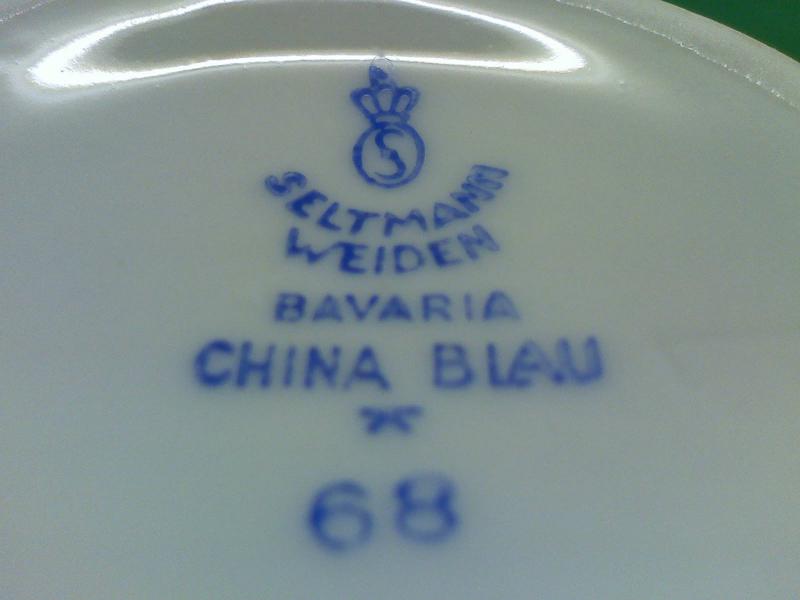 S
SELTMANN
WEIDEN
BAVARIA
CHINA BLAU
68